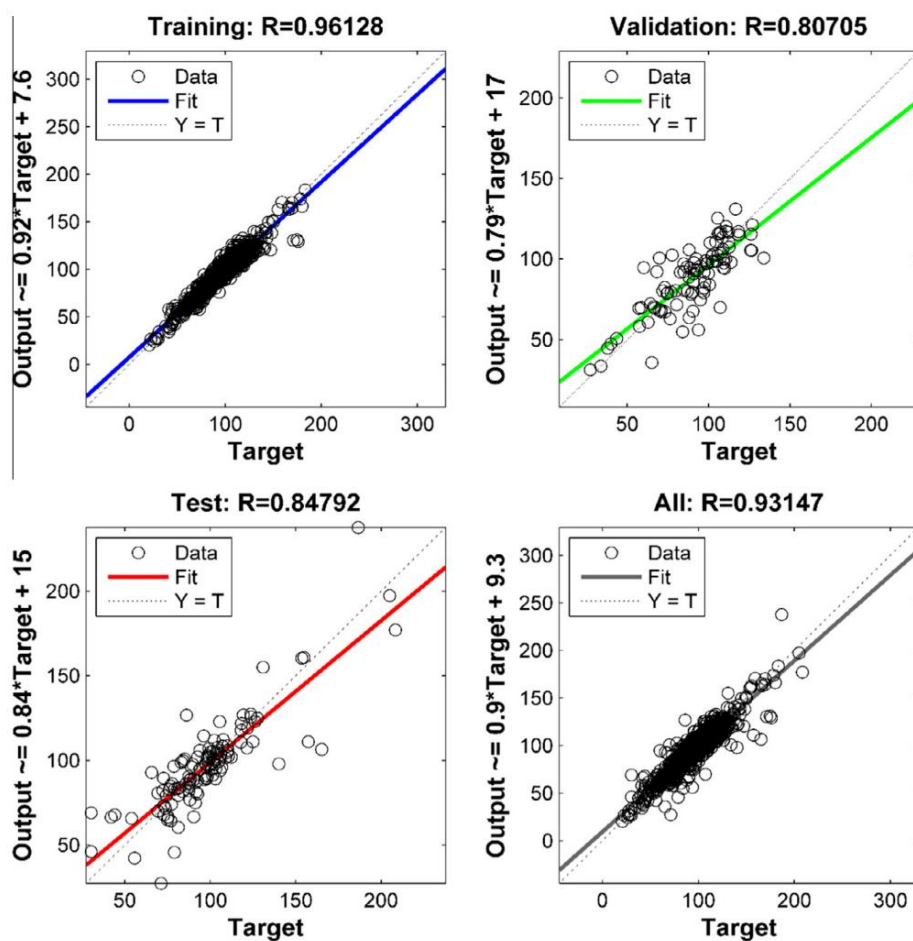 Training: R=0.96128
Output ~= 0.92*Target + 7.6
300
250
200
150
100
50
0
Data
Fit
Y = T
0
100
200
300
Target
Validation: R=0.80705
Output ~= 0.79*Target + 17
200
150
100
50
Data
Fit
Y = T
50
100
150
200
Target
Test: R=0.84792
Output ~= 0.84*Target + 15
200
150
100
50
Data
Fit
Y = T
50
100
150
200
Target
All: R=0.93147
Output ~= 0.9*Target + 9.3
300
250
200
150
100
50
0
Data
Fit
Y = T
0
100
200
300
Target